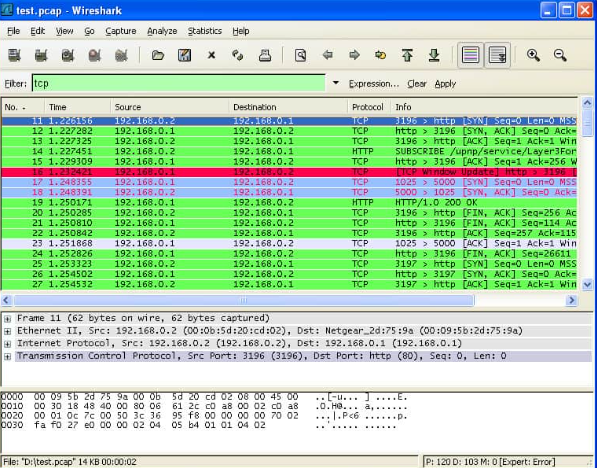 test.pcap - Wireshark
File Edit View Go Capture Analyze Statistics Help
Filter: tcp Expression... Clear Apply
No. - Time Source Destination Protocol Info
11 1.226156 192.168.0.2 192.168.0.1 TCP 3196 > http [SYN] Seq=0 Len=0 MSS
12 1.227282 192.168.0.1 192.168.0.2 TCP http > 3196 [SYN, ACK] Seq=0 Ack=
13 1.227325 192.168.0.2 192.168.0.1 TCP 3196 > http [ACK] Seq=1 Ack=1 Win
14 1.227451 192.168.0.2 192.168.0.1 HTTP SUBSCRIBE /upnp/service/Layer3For
15 1.229309 192.168.0.1 192.168.0.2 TCP http > 3196 [ACK] Seq=1 Ack=256 W
16 1.232421 192.168.0.1 192.168.0.2 TCP [TCP Window Update] http > 3196 [
17 1.248355 192.168.0.1 192.168.0.2 TCP 1025 > 5000 [SYN] Seq=0 Len=0 MSS
18 1.248391 192.168.0.2 192.168.0.1 TCP 5000 > 1025 [SYN, ACK] Seq=0 Ack=
19 1.250171 192.168.0.1 192.168.0.2 HTTP HTTP/1.0 200 OK
20 1.250285 192.168.0.2 192.168.0.1 TCP 3196 > http [FIN, ACK] Seq=256 Ac
21 1.250810 192.168.0.1 192.168.0.2 TCP http > 3196 [FIN, ACK] Seq=114 Ac
22 1.250842 192.168.0.2 192.168.0.1 TCP 3196 > http [ACK] Seq=257 Ack=115
23 1.251868 192.168.0.1 192.168.0.2 TCP 1025 > 5000 [ACK] Seq=1 Ack=1 Win
24 1.252826 192.168.0.1 192.168.0.2 TCP http > 3196 [FIN, ACK] Seq=26611
25 1.253323 192.168.0.2 192.168.0.1 TCP 3197 > http [SYN] Seq=0 Len=0 MSS
26 1.254502 192.168.0.1 192.168.0.2 TCP http > 3197 [SYN, ACK] Seq=0 Ack=
27 1.254532 192.168.0.2 192.168.0.1 TCP 3197 > http [ACK] Seq=1 Ack=1 Win
Frame 11 (62 bytes on wire, 62 bytes captured)
Ethernet II, Src: 192.168.0.2 (00:0b:5d:20:cd:02), Dst: Netgear_2d:75:9a (00:09:5b:2d:75:9a)
Internet Protocol, Src: 192.168.0.2 (192.168.0.2), Dst: 192.168.0.1 (192.168.0.1)
Transmission Control Protocol, Src Port: 3196 (3196), Dst Port: http (80), Seq: 0, Len: 0
0000 00 09 5b 2d 75 9a 00 0b 5d 20 cd 02 08 00 45 00 ..[-u... ] ....E.
0010 00 30 18 48 40 00 80 06 61 2c c0 a8 00 02 c0 a8 .0.H@... a,......
0020 00 01 0c 7c 00 50 3c 36 95 f8 00 00 00 00 70 02 ...|.P<6 ......p.
0030 fa f0 27 e0 00 00 02 04 05 b4 01 01 04 02 ..'..... ......
File: "D:\test.pcap" 14 KB 00:00:02 P: 120 D: 103 M: 0 [Expert: Error]